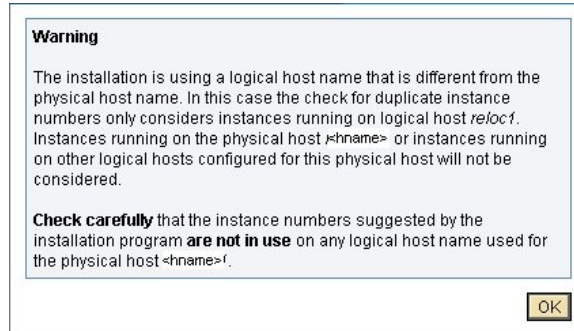 Warning
The installation is using a logical host name that is different from the
physical host name. In this case the check for duplicate instance
numbers only considers instances running on logical host reloc1.
Instances running on the physical host <hname> or instances running
on other logical hosts configured for this physical host will not be
considered.
Check carefully that the instance numbers suggested by the
installation program are not in use on any logical host name used for
the physical host <hname>.
OK